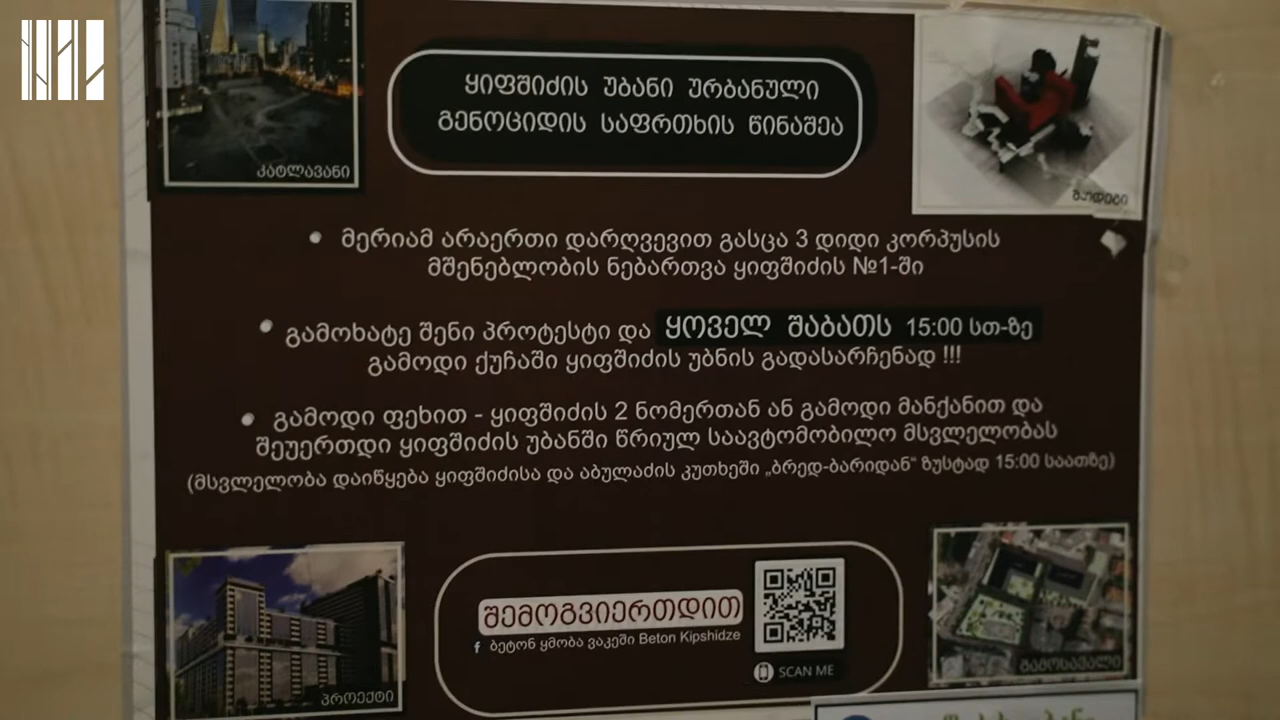 ყიფშიძის უბანი ურბანული
გენოციდის საფრთხის წინაშეა
კატლავანი
შედეგი
• მერიამ არაერთი დარღვევით გასცა 3 დიდი კორპუსის
მშენებლობის ნებართვა ყიფშიძის №1-ში
• გამოხატე შენი პროტესტი და ყოველ შაბათს 15:00 სთ-ზე
გამოდი ქუჩაში ყიფშიძის უბნის გადასარჩენად !!!
• გამოდი ფეხით - ყიფშიძის 2 ნომერთან ან გამოდი მანქანით და
შეუერთდი ყიფშიძის უბანში წრიულ საავტომობილო მსვლელობას
(მსვლელობა დაიწყება ყიფშიძისა და აბულაძის კუთხეში „ბრედ-ბარიდან“ ზუსტად 15:00 საათზე)
პროექტი
შემოგვიერთდით
f ბეტონ ყმობა ვაკეში Beton Kipshidze
SCAN ME
გამოსავალი